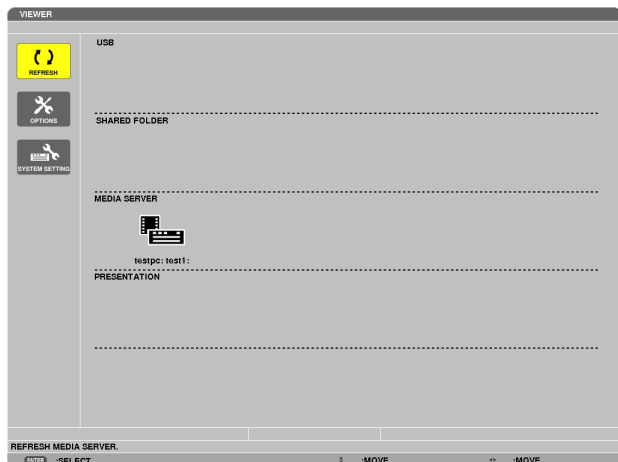 VIEWER
USB
REFRESH
OPTIONS
SHARED FOLDER
SYSTEM SETTING
MEDIA SERVER
testpc: test1:
PRESENTATION
REFRESH MEDIA SERVER.
ENTER :SELECT :MOVE :MOVE